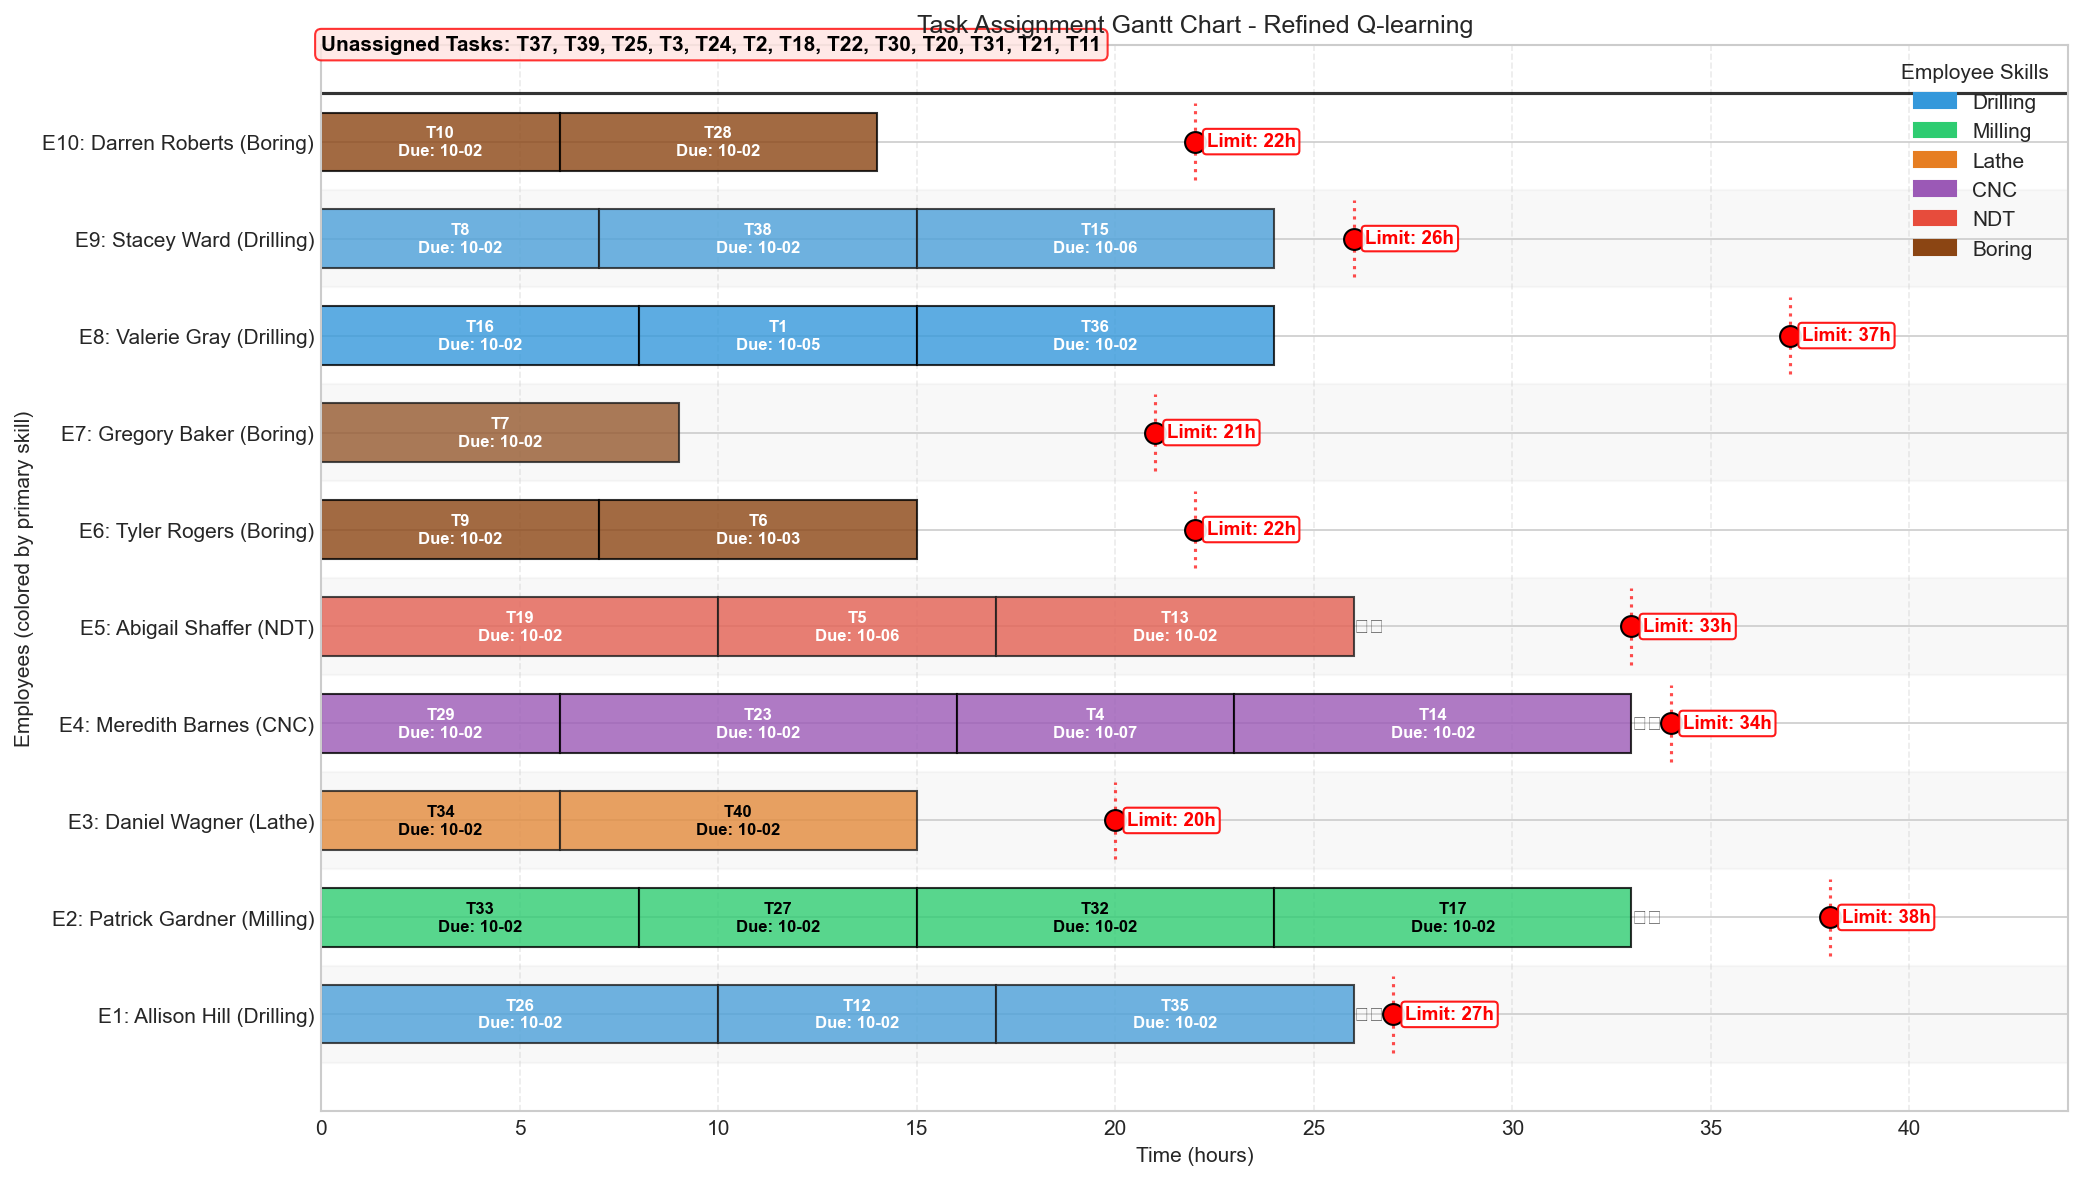 Task Assignment Gantt Chart - Refined Q-learning
Unassigned Tasks: T37, T39, T25, T3, T24, T2, T18, T22, T30, T20, T31, T21, T11
Employee Skills
Drilling
Milling
Lathe
CNC
NDT
Boring
Employees (colored by primary skill)
E10: Darren Roberts (Boring)
T10
Due: 10-02
T28
Due: 10-02
Limit: 22h
E9: Stacey Ward (Drilling)
T8
Due: 10-02
T38
Due: 10-02
T15
Due: 10-06
Limit: 26h
E8: Valerie Gray (Drilling)
T16
Due: 10-02
T1
Due: 10-05
T36
Due: 10-02
Limit: 37h
E7: Gregory Baker (Boring)
T7
Due: 10-02
Limit: 21h
E6: Tyler Rogers (Boring)
T9
Due: 10-02
T6
Due: 10-03
Limit: 22h
E5: Abigail Shaffer (NDT)
T19
Due: 10-02
T5
Due: 10-06
T13
Due: 10-02
Limit: 33h
E4: Meredith Barnes (CNC)
T29
Due: 10-02
T23
Due: 10-02
T4
Due: 10-07
T14
Due: 10-02
Limit: 34h
E3: Daniel Wagner (Lathe)
T34
Due: 10-02
T40
Due: 10-02
Limit: 20h
E2: Patrick Gardner (Milling)
T33
Due: 10-02
T27
Due: 10-02
T32
Due: 10-02
T17
Due: 10-02
Limit: 38h
E1: Allison Hill (Drilling)
T26
Due: 10-02
T12
Due: 10-02
T35
Due: 10-02
Limit: 27h
0 5 10 15 20 25 30 35 40
Time (hours)